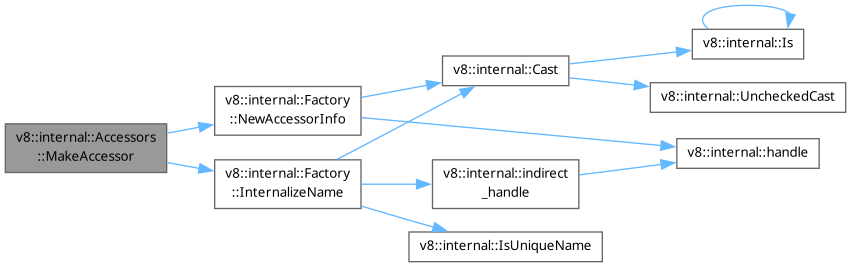 v8::internal::Accessors
::MakeAccessor
v8::internal::Factory
::NewAccessorInfo
v8::internal::Factory
::InternalizeName
v8::internal::Cast
v8::internal::indirect
_handle
v8::internal::IsUniqueName
v8::internal::Is
v8::internal::UncheckedCast
v8::internal::handle